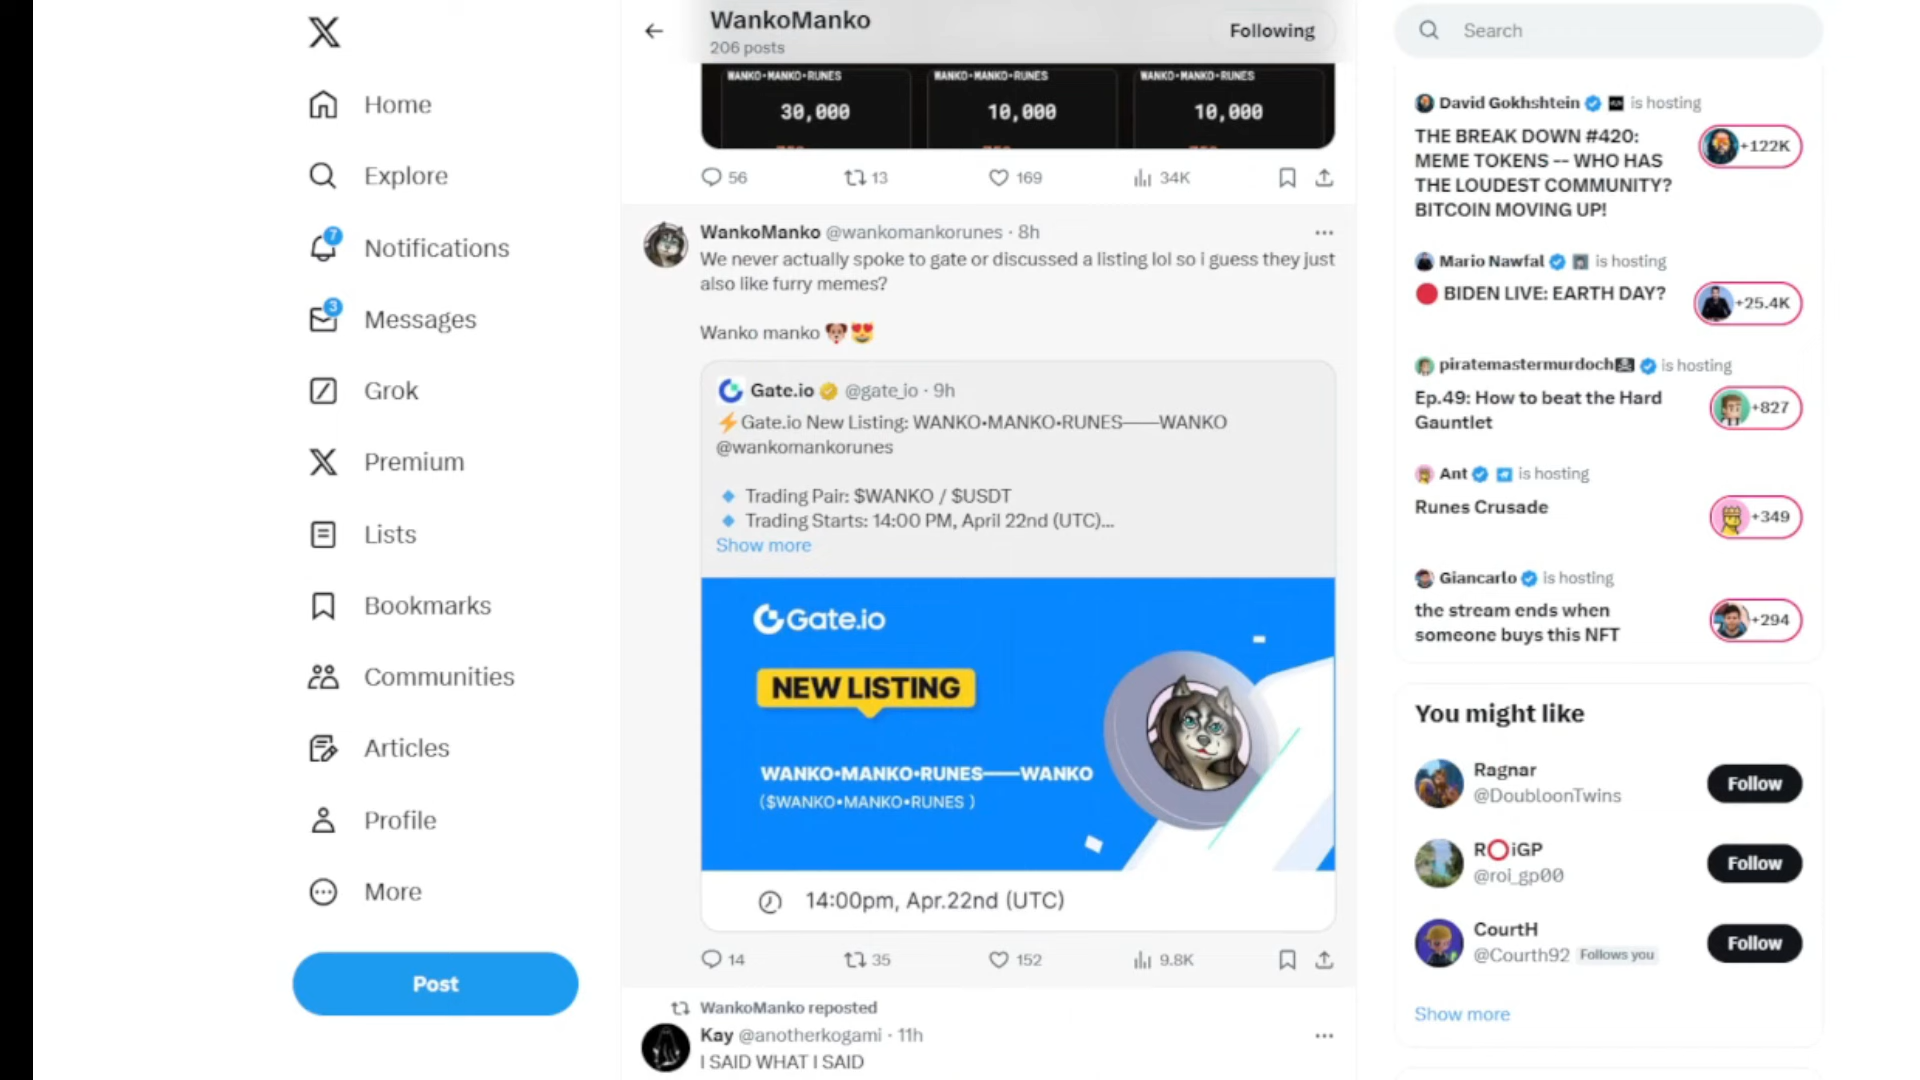 Home
Explore
7
Notifications
3
Messages
Grok
Premium
Lists
Bookmarks
Communities
Articles
Profile
More
Post
WankoManko
206 posts
Following
WANKO•MANKO•RUNES
30,000
WANKO•MANKO•RUNES
10,000
WANKO•MANKO•RUNES
10,000
56
13
169
34K
WankoManko @wankomankorunes · 8h
We never actually spoke to gate or discussed a listing lol so i guess they just
also like furry memes?
Wanko manko
Gate.io @gate_io · 9h
Gate.io New Listing: WANKO•MANKO•RUNES——WANKO
@wankomankorunes
Trading Pair: $WANKO / $USDT
Trading Starts: 14:00 PM, April 22nd (UTC)...
Show more
Gate.io
NEW LISTING
WANKO•MANKO•RUNES——WANKO
($WANKO•MANKO•RUNES )
14:00pm, Apr.22nd (UTC)
14
35
152
9.8K
WankoManko reposted
Kay @anotherkogami · 11h
I SAID WHAT I SAID
Search
David Gokhshtein is hosting
THE BREAK DOWN #420:
MEME TOKENS -- WHO HAS
THE LOUDEST COMMUNITY?
BITCOIN MOVING UP!
+122K
Mario Nawfal is hosting
BIDEN LIVE: EARTH DAY?
+25.4K
piratemastermurdoch is hosting
Ep.49: How to beat the Hard
Gauntlet
+827
Ant is hosting
Runes Crusade
+349
Giancarlo is hosting
the stream ends when
someone buys this NFT
+294
You might like
Ragnar
@DoubloonTwins
Follow
R⭕iGP
@roi_gp00
Follow
CourtH
@Courth92 Follows you
Follow
Show more